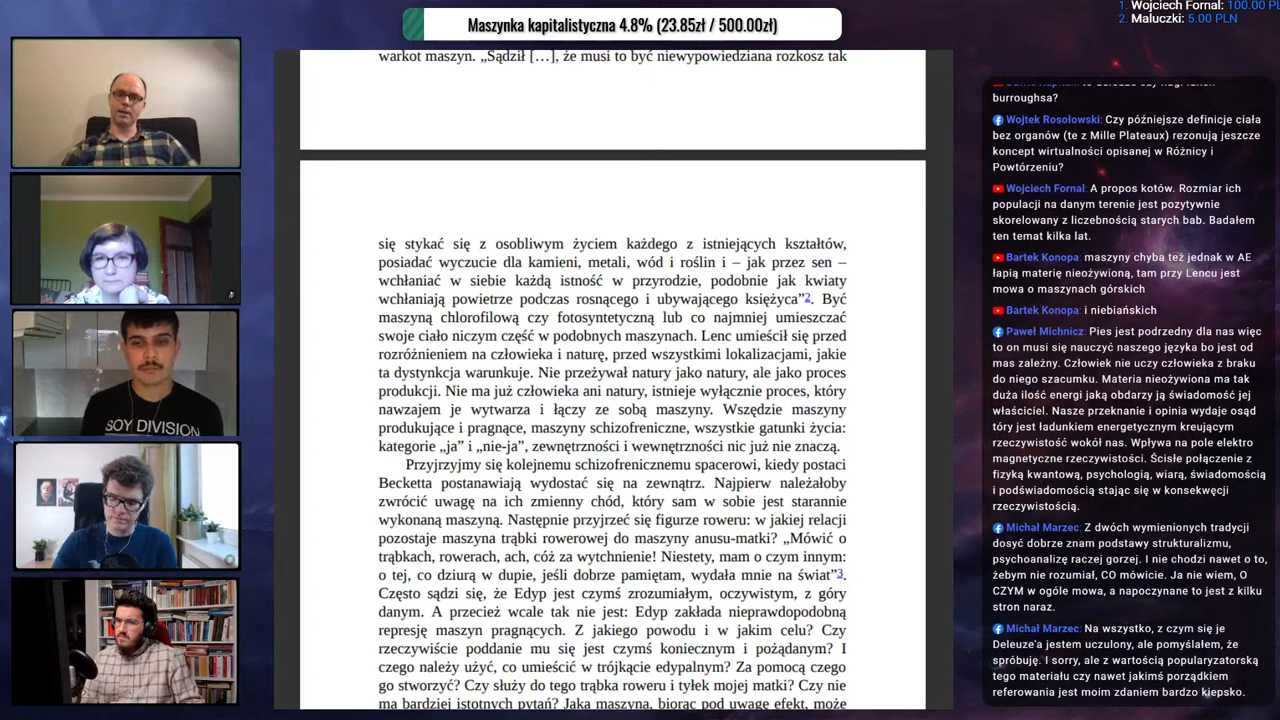 Maszynka kapitalistyczna 4.8% (23.85zł / 500.00zł)
1. Wojciech Fornal: 100.00 PL
2. Maluczki: 5.00 PLN
warkot maszyn. „Sądził […], że musi to być niewypowiedziana rozkosz tak
się stykać się z osobliwym życiem każdego z istniejących kształtów,
posiadać wyczucie dla kamieni, metali, wód i roślin i – jak przez sen –
wchłaniać w siebie każdą istność w przyrodzie, podobnie jak kwiaty
wchłaniają powietrze podczas rosnącego i ubywającego księżyca”2. Być
maszyną chlorofilową czy fotosyntetyczną lub co najmniej umieszczać
swoje ciało niczym część w podobnych maszynach. Lenc umieścił się przed
rozróżnieniem na człowieka i naturę, przed wszystkimi lokalizacjami, jakie
ta dystynkcja warunkuje. Nie przeżywał natury jako natury, ale jako proces
produkcji. Nie ma już człowieka ani natury, istnieje wyłącznie proces, który
nawzajem je wytwarza i łączy ze sobą maszyny. Wszędzie maszyny
produkujące i pragnące, maszyny schizofreniczne, wszystkie gatunki życia:
kategorie „ja” i „nie-ja”, zewnętrzności i wewnętrzności nic już nie znaczą.
Przyjrzyjmy się kolejnemu schizofrenicznemu spacerowi, kiedy postaci
Becketta postanawiają wydostać się na zewnątrz. Najpierw należałoby
zwrócić uwagę na ich zmienny chód, który sam w sobie jest starannie
wykonaną maszyną. Następnie przyjrzeć się figurze roweru: w jakiej relacji
pozostaje maszyna trąbki rowerowej do maszyny anusu-matki? „Mówić o
trąbkach, rowerach, ach, cóż za wytchnienie! Niestety, mam o czym innym:
o tej, co dziurą w dupie, jeśli dobrze pamiętam, wydała mnie na świat”3.
Często sądzi się, że Edyp jest czymś zrozumiałym, oczywistym, z góry
danym. A przecież wcale tak nie jest: Edyp zakłada nieprawdopodobną
represję maszyn pragnących. Z jakiego powodu i w jakim celu? Czy
rzeczywiście poddanie mu się jest czymś koniecznym i pożądanym? I
czego należy użyć, co umieścić w trójkącie edypalnym? Za pomocą czego
go stworzyć? Czy służy do tego trąbka roweru i tyłek mojej matki? Czy nie
ma bardziej istotnych pytań? Jaka maszyna, biorąc pod uwagę efekt, może
burroughsa?
Wojtek Rosołowski: Czy późniejsze definicje ciała
bez organów (te z Mille Plateaux) rezonują jeszcze
koncept wirtualności opisanej w Różnicy i
Powtórzeniu?
Wojciech Fornal: A propos kotów. Rozmiar ich
populacji na danym terenie jest pozytywnie
skorelowany z liczebnością starych bab. Badałem
ten temat kilka lat.
Bartek Konopa: maszyny chyba też jednak w AE
łapią materię nieożywioną, tam przy Lencu jest
mowa o maszynach górskich
Bartek Konopa: i niebiańskich
Paweł Michnicz: Pies jest podrzedny dla nas więc
to on musi się nauczyć naszego języka bo jest od
mas zależny. Człowiek nie uczy człowieka z braku
do niego szacumku. Materia nieożywiona ma tak
duża ilość energi jaką obdarzy ją świadomość jej
właściciel. Nasze przeknanie i opinia wydaje osąd
tóry jest ładunkiem energetycznym kreującym
rzeczywistość wokół nas. Wpływa na pole elektro
magnetyczne rzeczywistości. Ścisłe połączenie z
fizyką kwantową, psychologią, wiarą, świadomością
i podświadomością stając się w konsekwęcji
rzeczywistością.
Michał Marzec: Z dwóch wymienionych tradycji
dosyć dobrze znam podstawy strukturalizmu,
psychoanalizę raczej gorzej. I nie chodzi nawet o to,
żebym nie rozumiał, CO mówicie. Ja nie wiem, O
CZYM w ogóle mowa, a napoczynane to jest z kilku
stron naraz.
Michał Marzec: Na wszystko, z czym się je
Deleuze'a jestem uczulony, ale pomyślałem, że
spróbuję. I sorry, ale z wartością popularyzatorską
tego materiału czy nawet jakimś porządkiem
referowania jest moim zdaniem bardzo kiepsko.
SOY DIVISION